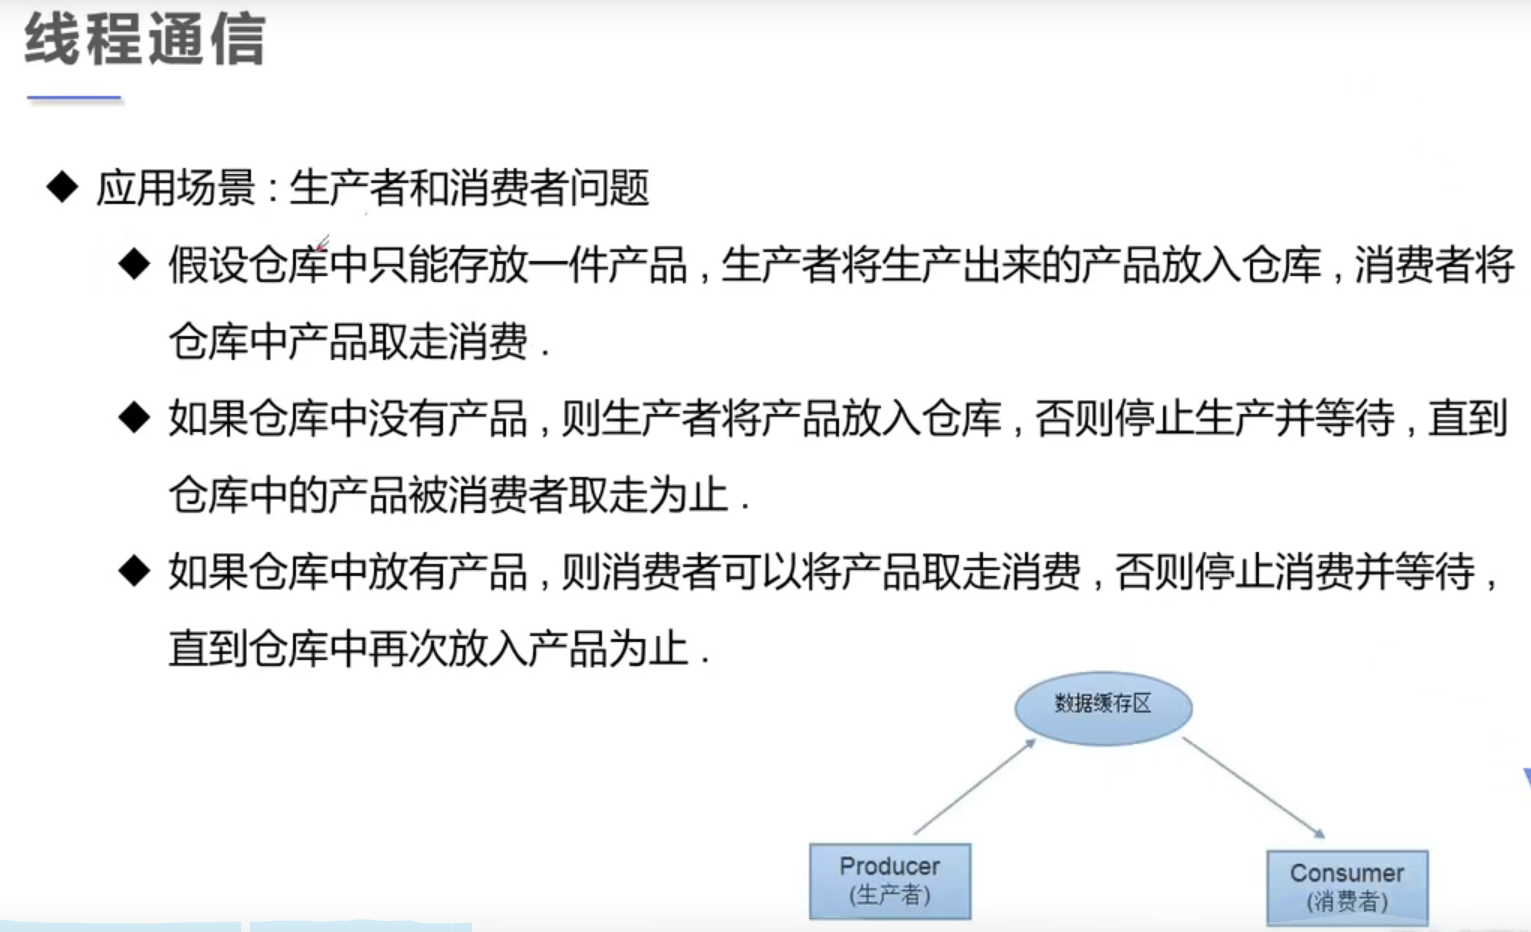 线程通信
◆ 应用场景 : 生产者和消费者问题
◆ 假设仓库中只能存放一件产品 , 生产者将生产出来的产品放入仓库 , 消费者将
仓库中产品取走消费 .
◆ 如果仓库中没有产品 , 则生产者将产品放入仓库 , 否则停止生产并等待 , 直到
仓库中的产品被消费者取走为止 .
◆ 如果仓库中放有产品 , 则消费者可以将产品取走消费 , 否则停止消费并等待 ,
直到仓库中再次放入产品为止 .
数据缓存区
Producer
(生产者)
Consumer
(消费者)